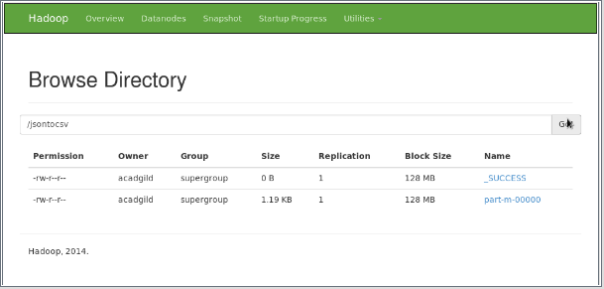 Hadoop Overview Datanodes Snapshot Startup Progress Utilities
Browse Directory
/jsontocsv
Permission Owner Group Size Replication Block Size Name
-rw-r--r-- acadgild supergroup 0 B 1 128 MB _SUCCESS
-rw-r--r-- acadgild supergroup 1.19 KB 1 128 MB part-m-00000
Hadoop, 2014.